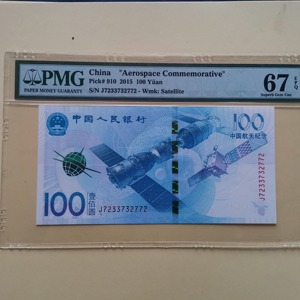 PMG
PAPER MONEY GUARANTY
China "Aerospace Commemorative"
Pick# 910 2015 100 Yüan
S/N J7233732772 - Wmk: Satellite
67 EPQ
Superb Gem Unc
中国人民银行
100
中国航天纪念
100 壹佰圆
J7233732772
J7233732772